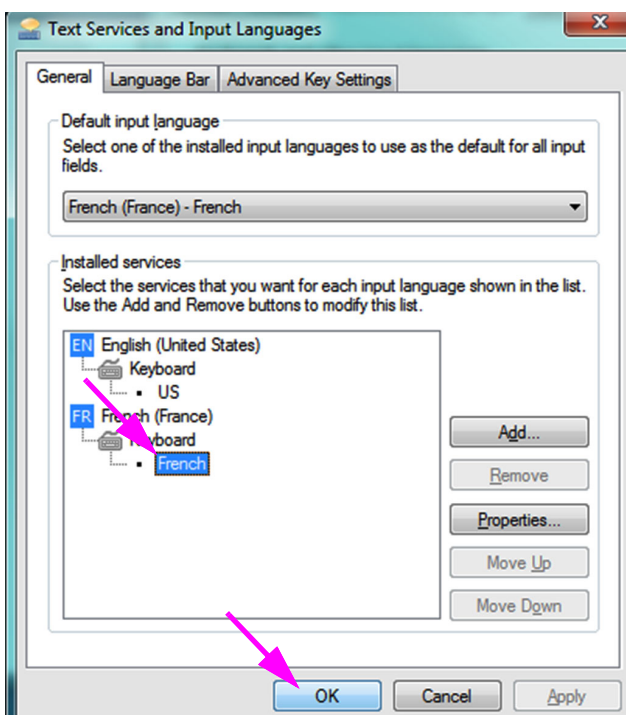 Text Services and Input Languages
General Language Bar Advanced Key Settings
Default input language
Select one of the installed input languages to use as the default for all input
fields.
French (France) - French
Installed services
Select the services that you want for each input language shown in the list.
Use the Add and Remove buttons to modify this list.
EN English (United States)
Keyboard
US
FR French (France)
Keyboard
French
Add...
Remove
Properties...
Move Up
Move Down
OK Cancel Apply